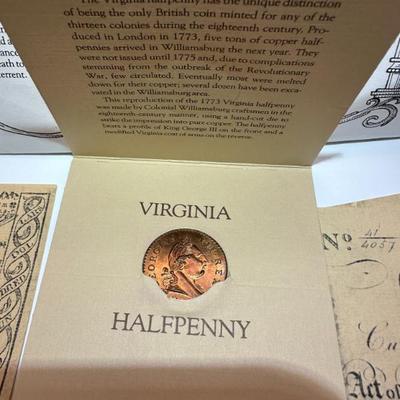 The Virginia halfpenny has the unique distinction
of being the only British coin minted for any of the
thirteen colonies during the eighteenth century. Pro-
duced in London in 1773, five tons of copper half-
pennies arrived in Williamsburg the next year. They
were not issued until 1775 and, due to complications
stemming from the outbreak of the Revolutionary
War, few circulated. Eventually most were melted
down for their copper; several dozen have been exca-
vated in the Williamsburg area.
This reproduction of the 1773 Virginia halfpenny
was made by Colonial Williamsburg craftsmen in the
eighteenth-century manner, using a hand-cut die to
strike the impression into pure copper. The halfpenny
bears a profile of King George III on the front and a
modified Virginia coat of arms on the reverse.
Death to
VIRGINIA
HALFPENNY
No 41
4057
Act of